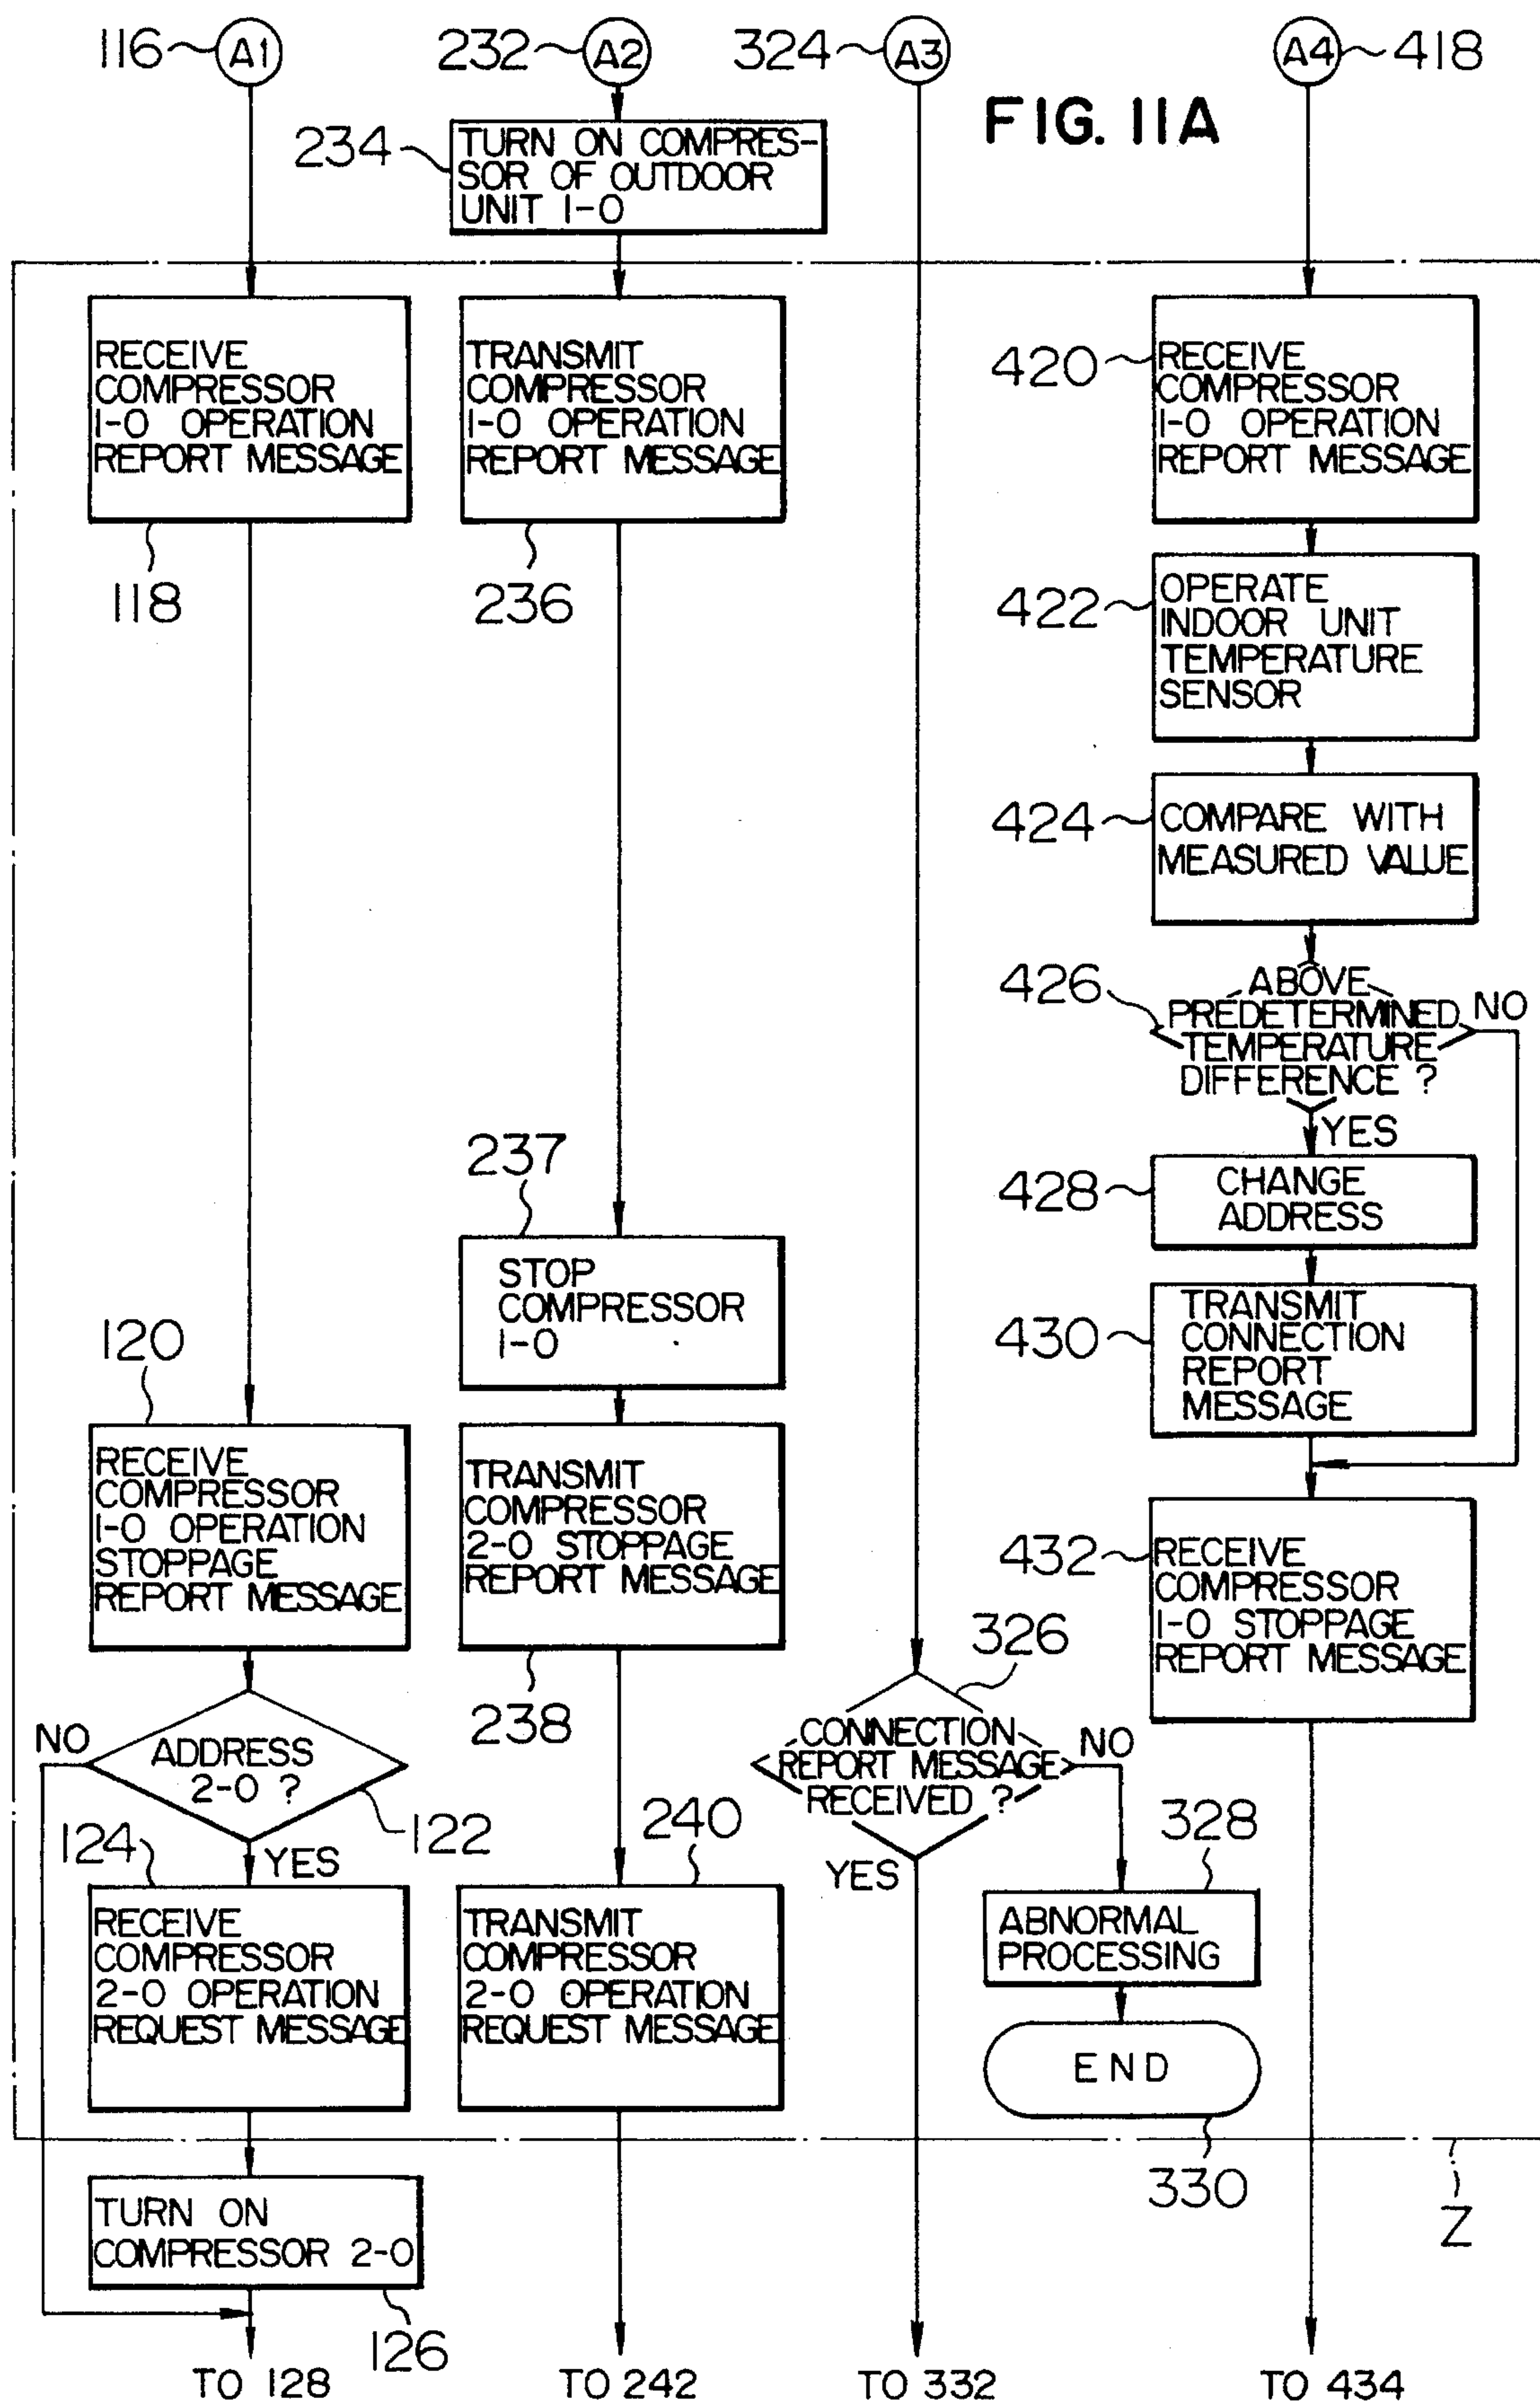 116 A1
232 A2
324 A3
A4 418
FIG. 11A
234
TURN ON COMPRES-
SOR OF OUTDOOR
UNIT 1-0
RECEIVE
COMPRESSOR
1-0 OPERATION
REPORT MESSAGE
118
TRANSMIT
COMPRESSOR
1-0 OPERATION
REPORT MESSAGE
236
420
RECEIVE
COMPRESSOR
1-0 OPERATION
REPORT MESSAGE
422
OPERATE
INDOOR UNIT
TEMPERATURE
SENSOR
424
COMPARE WITH
MEASURED VALUE
426
ABOVE
PREDETERMINED
TEMPERATURE
DIFFERENCE ?
NO
YES
428
CHANGE
ADDRESS
430
TRANSMIT
CONNECTION
REPORT
MESSAGE
237
STOP
COMPRESSOR
1-0
120
RECEIVE
COMPRESSOR
1-0 OPERATION
STOPPAGE
REPORT MESSAGE
TRANSMIT
COMPRESSOR
2-0 STOPPAGE
REPORT MESSAGE
238
432
RECEIVE
COMPRESSOR
1-0 STOPPAGE
REPORT MESSAGE
326
CONNECTION
REPORT MESSAGE
RECEIVED ?
NO
YES
NO
ADDRESS
2-0 ?
122
YES
124
RECEIVE
COMPRESSOR
2-0 OPERATION
REQUEST MESSAGE
240
TRANSMIT
COMPRESSOR
2-0 OPERATION
REQUEST MESSAGE
328
ABNORMAL
PROCESSING
END
330
Z
TURN ON
COMPRESSOR 2-0
126
TO 128
TO 242
TO 332
TO 434